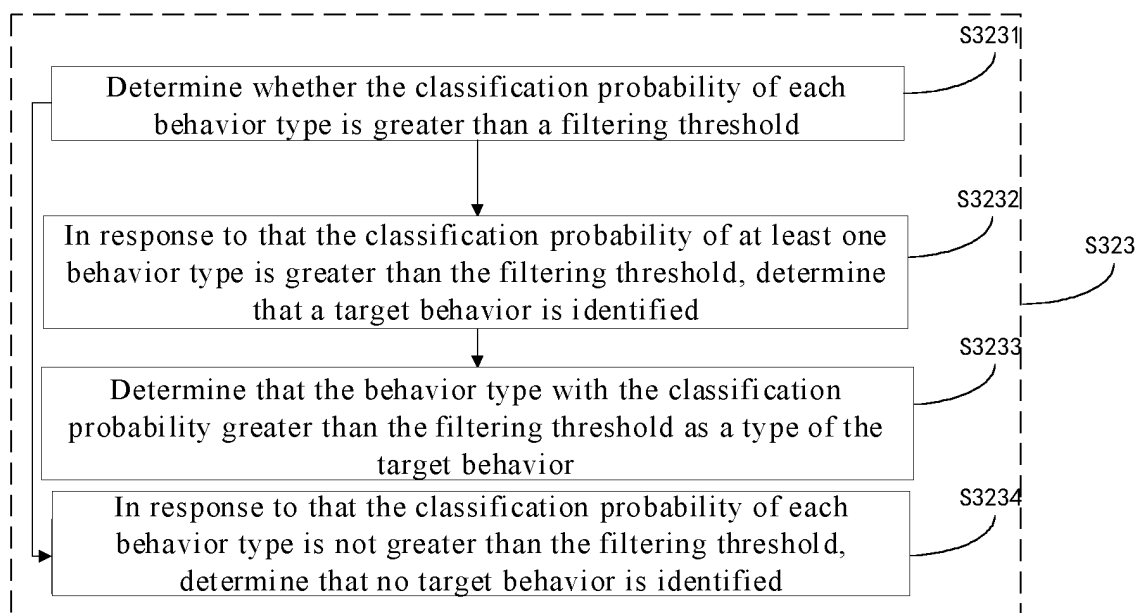 S3231
Determine whether the classification probability of each
behavior type is greater than a filtering threshold
S3232
In response to that the classification probability of at least one
behavior type is greater than the filtering threshold, determine
that a target behavior is identified
S323
S3233
Determine that the behavior type with the classification
probability greater than the filtering threshold as a type of the
target behavior
S3234
In response to that the classification probability of each
behavior type is not greater than the filtering threshold,
determine that no target behavior is identified